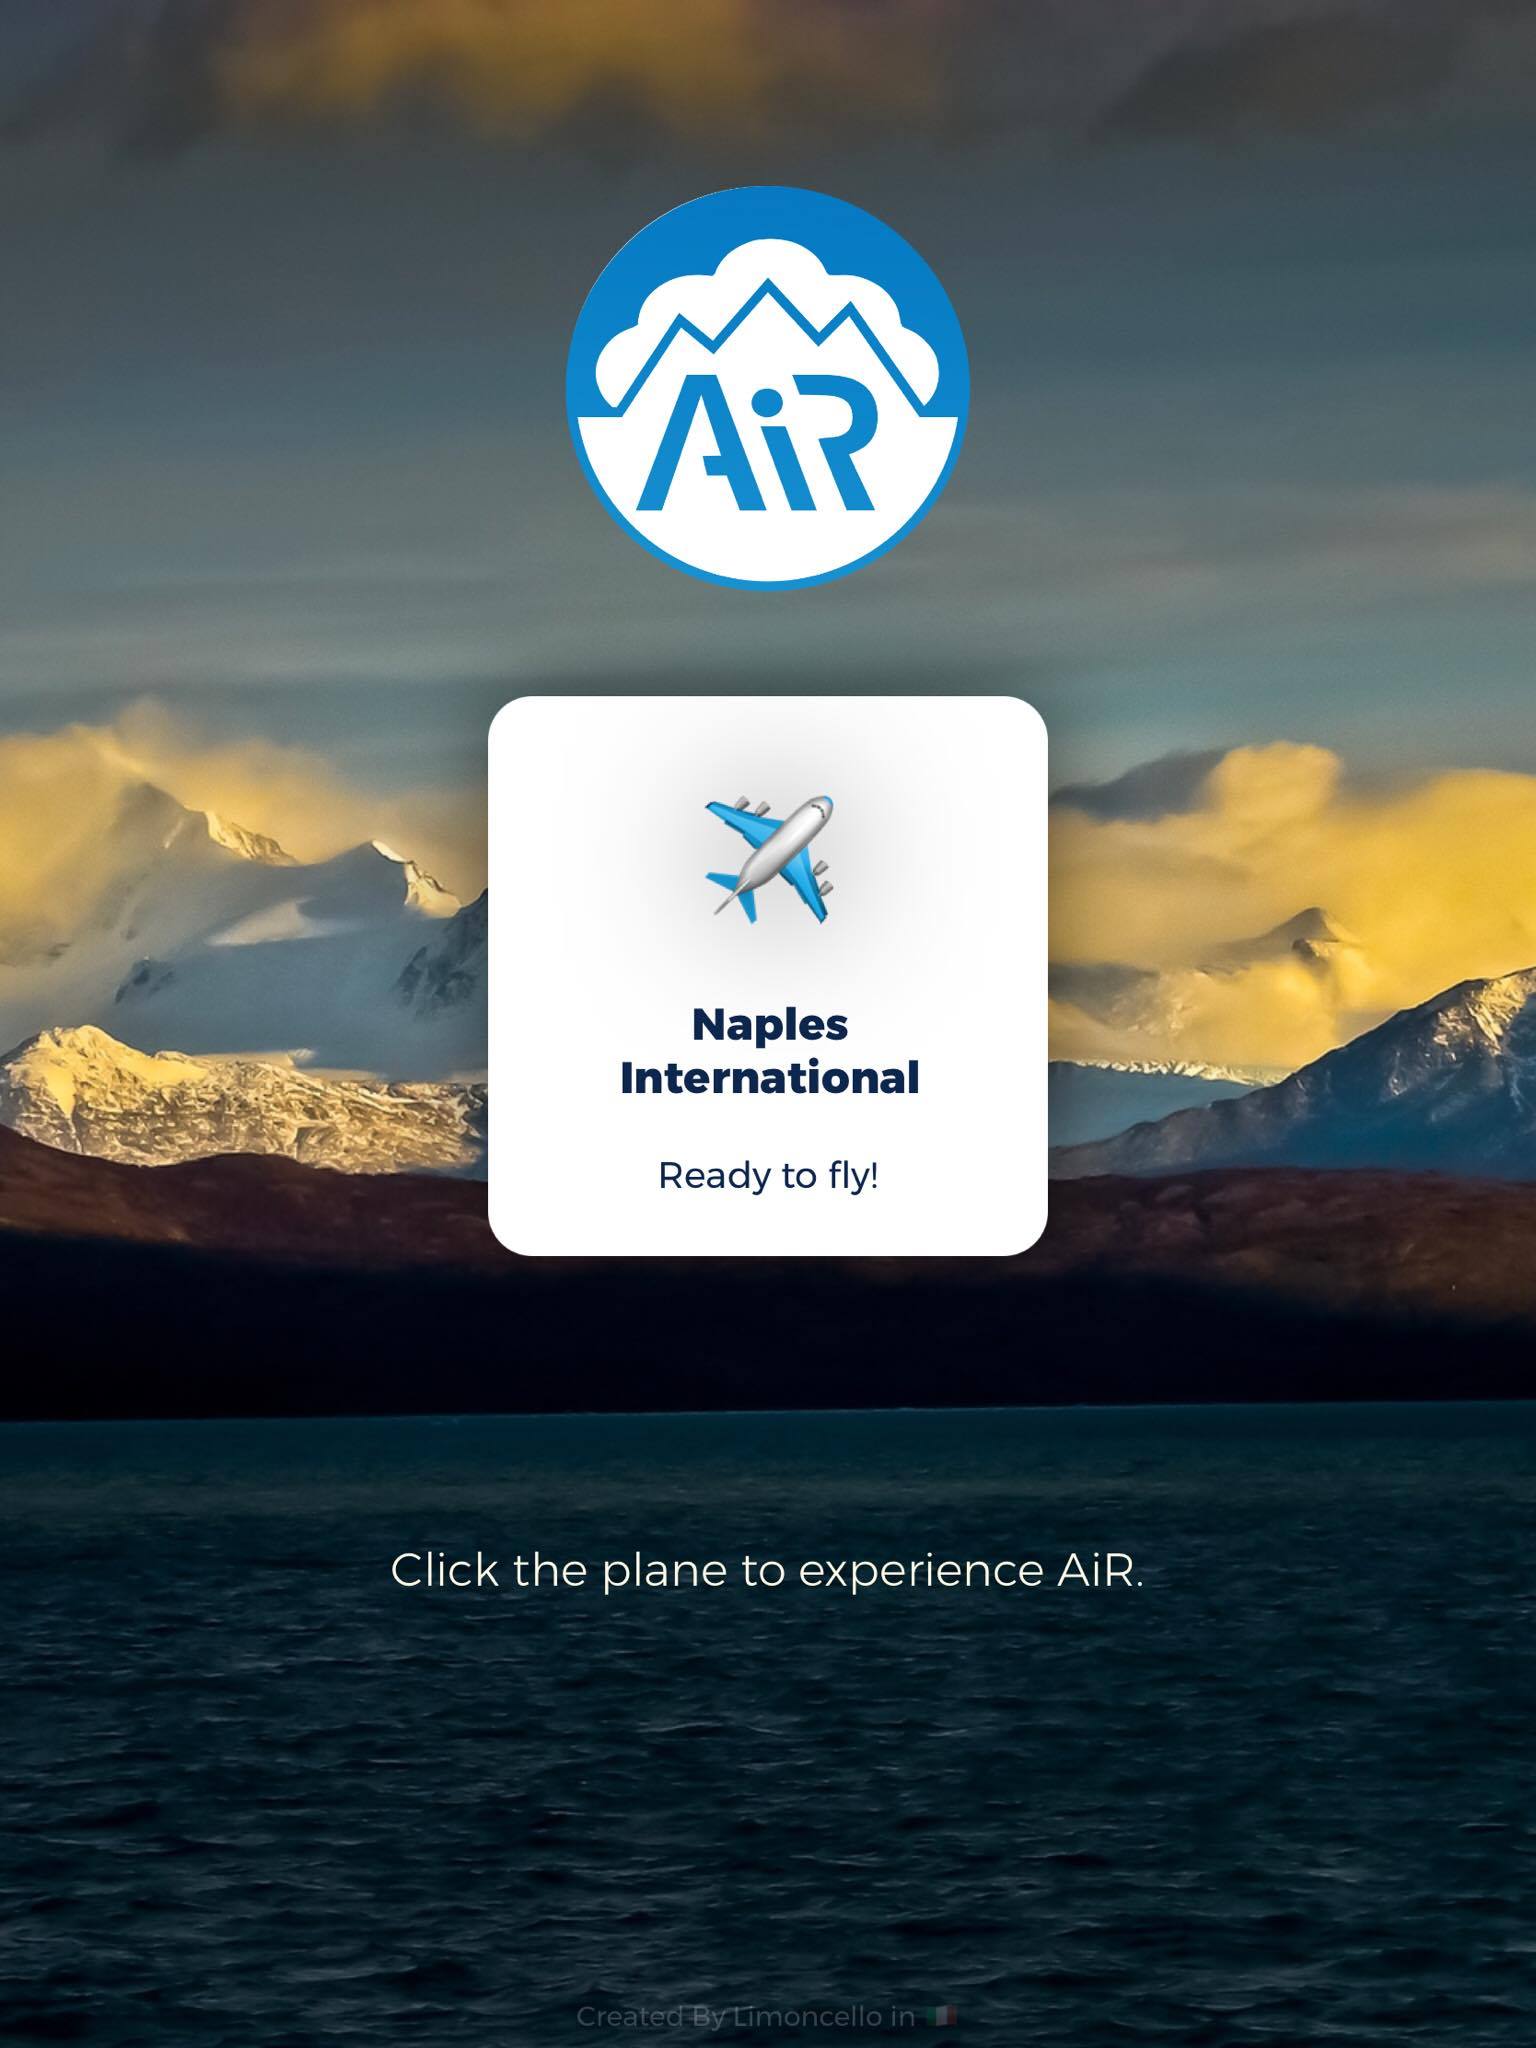 AiR
Naples
International
Ready to fly!
Click the plane to experience AiR.
Created By Limoncello in 🇮🇹